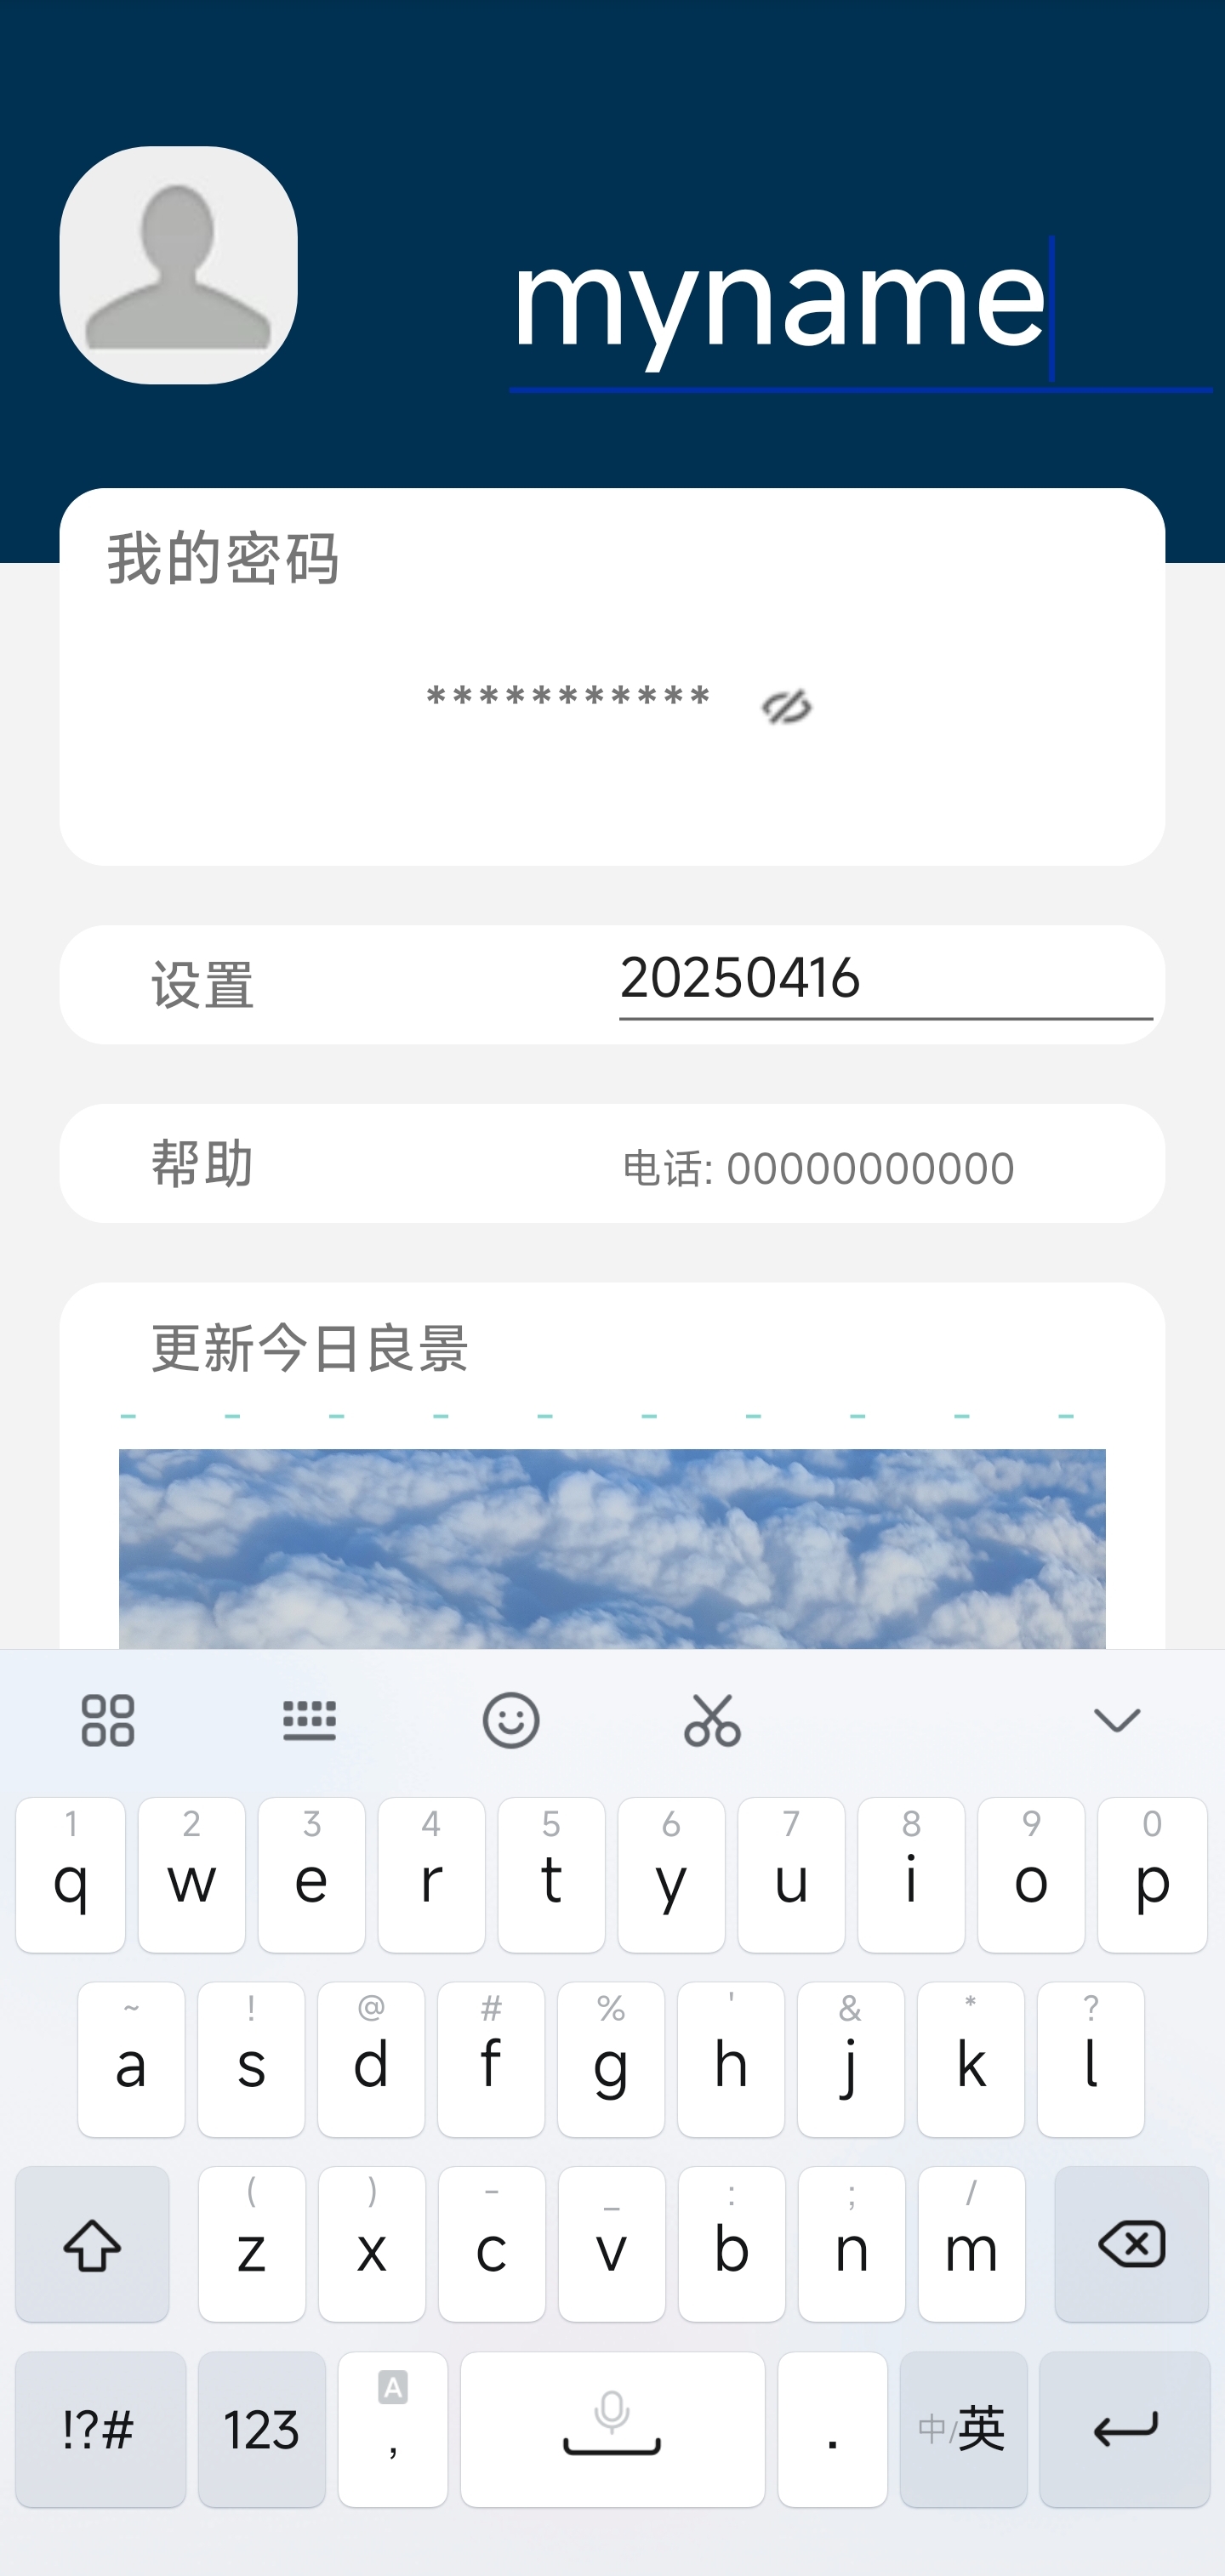 myname
我的密码
***********
设置 20250416
帮助 电话: 00000000000
更新今日良景
- - - - - - - - - -
1 2 3 4 5 6 7 8 9 0
q w e r t y u i o p
~ ! @ # % ' & * ?
a s d f g h j k l
( ) - _ : ; /
z x c v b n m
A
!?# 123 , . 中/英